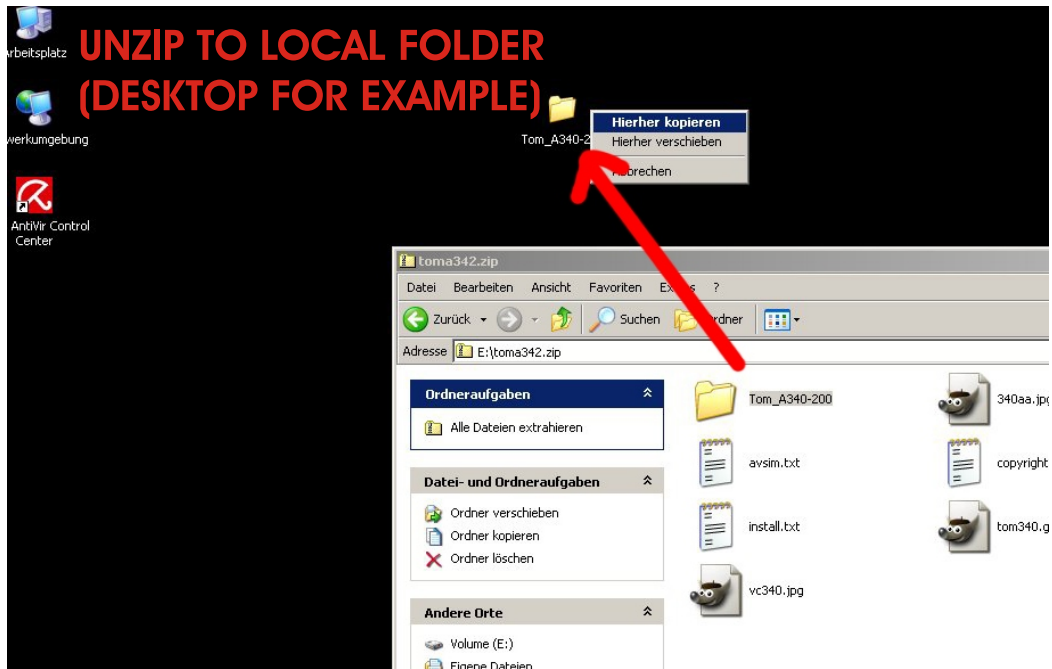 Arbeitsplatz
UNZIP TO LOCAL FOLDER
(DESKTOP FOR EXAMPLE)
werkumgebung
Tom_A340-2
Hierher kopieren
Hierher verschieben
Abbrechen
AntiVir Control
Center
toma342.zip
Datei Bearbeiten Ansicht Favoriten Extras ?
Zurück Suchen Ordner
Adresse E:\toma342.zip
Ordneraufgaben
Alle Dateien extrahieren
Datei- und Ordneraufgaben
Ordner verschieben
Ordner kopieren
Ordner löschen
Andere Orte
Volume (E:)
Eigene Dateien
Tom_A340-200
340aa.jpg
avsim.txt
copyright
install.txt
tom340.g
vc340.jpg